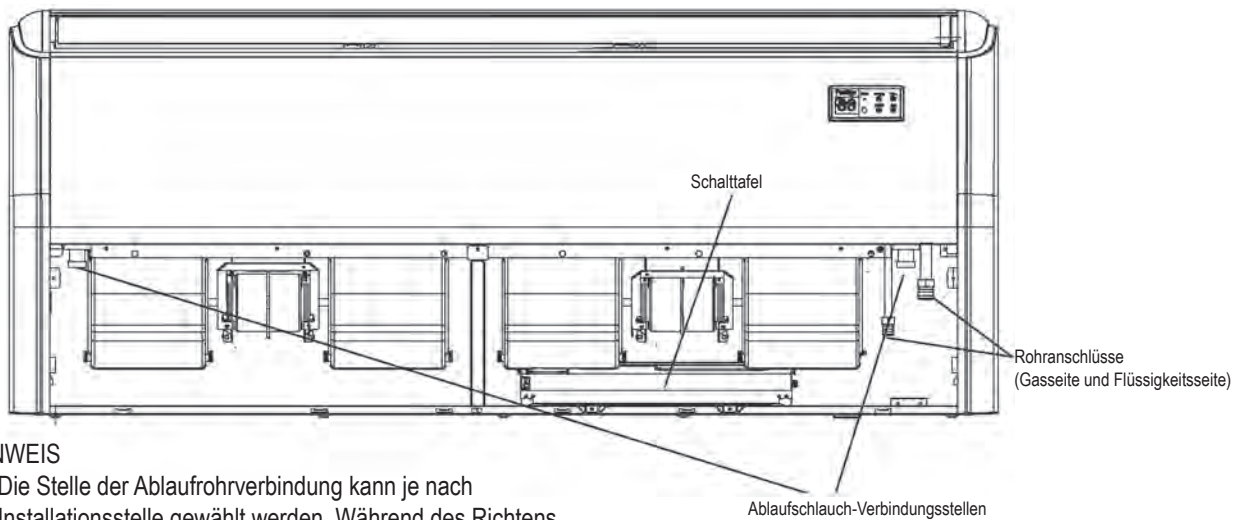 Schalttafel
Rohranschlüsse
(Gasseite und Flüssigkeitsseite)
NWEIS
Die Stelle der Ablaufrohrverbindung kann je nach
Installationsstelle gewählt werden. Während des Richtens
Ablaufschlauch-Verbindungsstellen